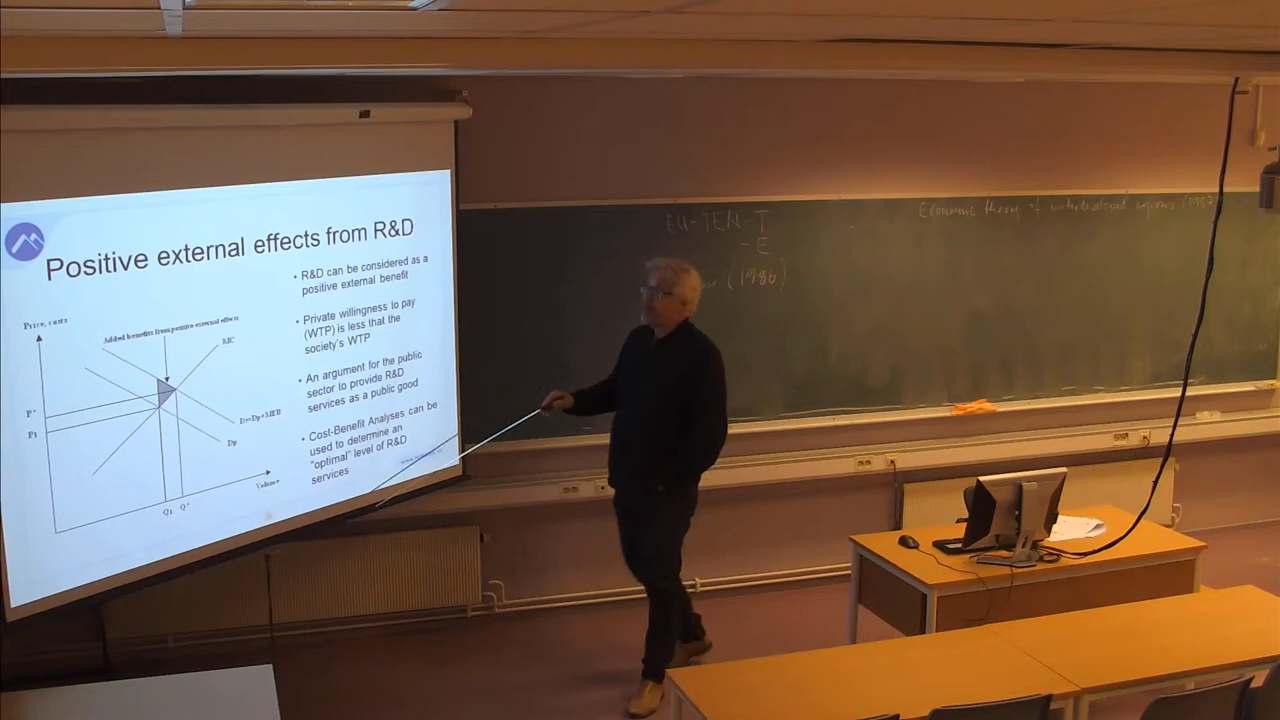 Positive external effects from R&D
• R&D can be considered as a
positive external benefit
• Private willingness to pay
(WTP) is less that the
society's WTP
• An argument for the public
sector to provide R&D
services as a public good
• Cost-Benefit Analyses can be
used to determine an
"optimal" level of R&D
services
Price, costs
Added benefits from positive external effects
MC
P*
P1
Ds=Dp+MEB
Dp
Volume
Q1 Q*
EU-TEN-T
-E
(1986)
Economic theory of underdeveloped regions (1957)